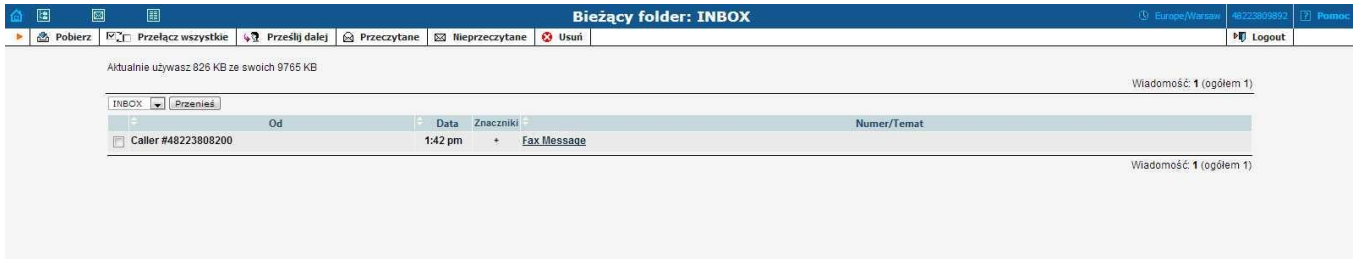 Bieżący folder: INBOX Europe/Warsaw 48223809892 Pomoc
Pobierz Przełącz wszystkie Prześlij dalej Przeczytane Nieprzeczytane Usuń Logout
Aktualnie używasz 826 KB ze swoich 9765 KB
Wiadomość: 1 (ogółem 1)
INBOX Przenieś
Od Data Znaczniki Numer/Temat
Caller #48223808200 1:42 pm + Fax Message
Wiadomość: 1 (ogółem 1)